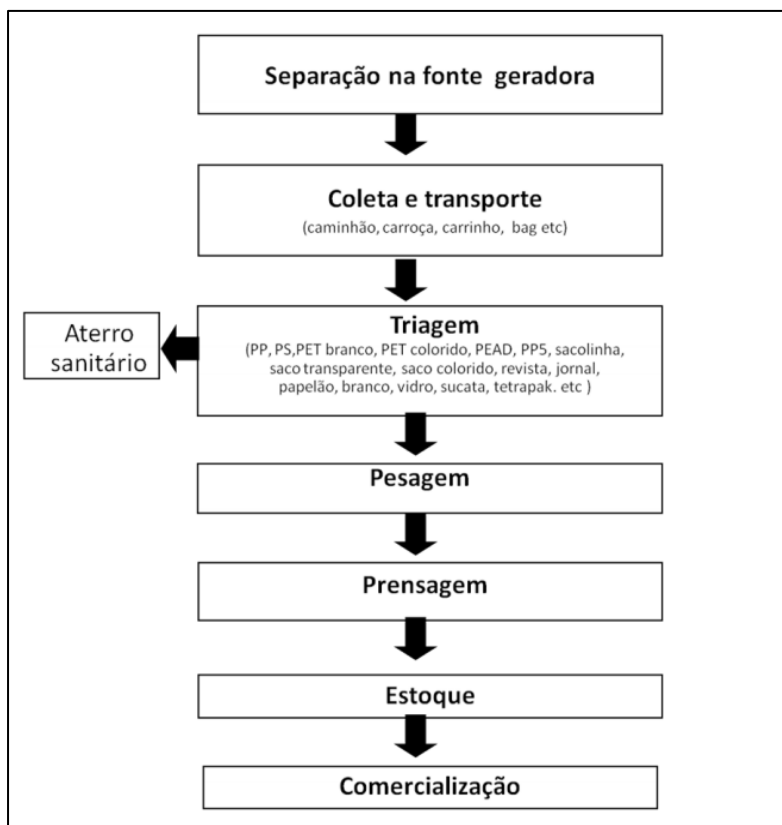 Separação na fonte geradora
Coleta e transporte
(caminhão, carroça, carrinho, bag etc)
Triagem
(PP, PS,PET branco, PET colorido, PEAD, PP5, sacolinha,
saco transparente, saco colorido, revista, jornal,
papelão, branco, vidro, sucata, tetrapak. etc )
Aterro
sanitário
Pesagem
Prensagem
Estoque
Comercialização